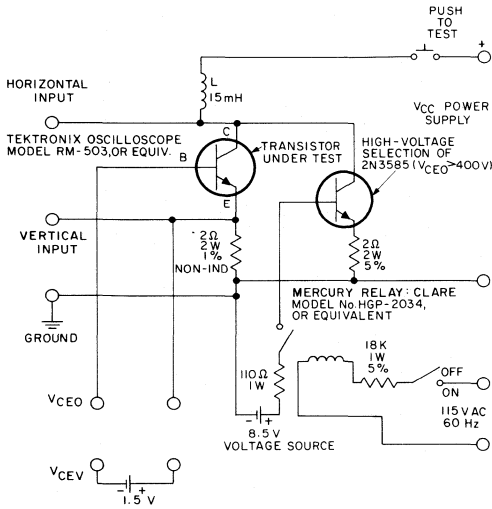 PUSH
TO
TEST
L
15mH
+
HORIZONTAL
INPUT
C
VCC POWER
SUPPLY
TEKTRONIX OSCILLOSCOPE
MODEL RM-503,OR EQUIV.
B
TRANSISTOR
UNDER TEST
HIGH-VOLTAGE
SELECTION OF
2N3585 (VCEO>400V)
E
VERTICAL
INPUT
2Ω
2W
1%
NON-IND
2Ω
2W
5%
-
MERCURY RELAY: CLARE
MODEL No.HGP-2034,
OR EQUIVALENT
GROUND
110Ω
1W
18K
1W
5%
OFF
ON
115VAC
60 Hz
VCEO
- +
8.5V
VOLTAGE SOURCE
VCEV
- +
1.5 V